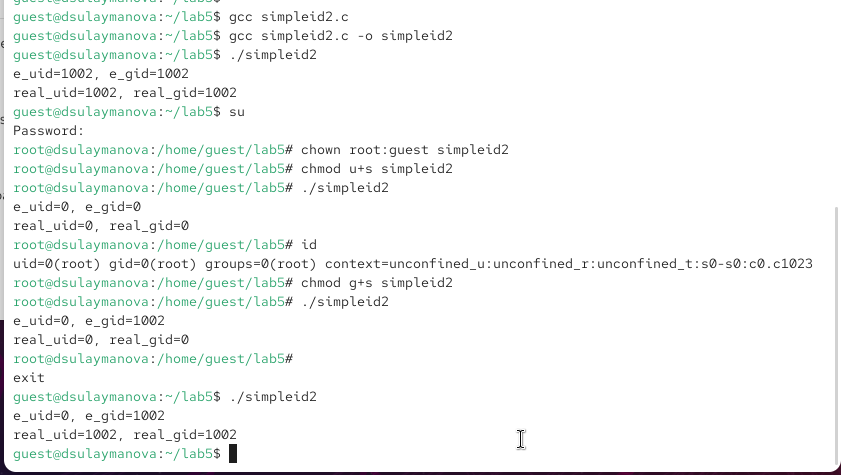 guest@dsulaymanova:~/lab5$ gcc simpleid2.c
guest@dsulaymanova:~/lab5$ gcc simpleid2.c -o simpleid2
guest@dsulaymanova:~/lab5$ ./simpleid2
e_uid=1002, e_gid=1002
real_uid=1002, real_gid=1002
guest@dsulaymanova:~/lab5$ su
Password:
root@dsulaymanova:/home/guest/lab5# chown root:guest simpleid2
root@dsulaymanova:/home/guest/lab5# chmod u+s simpleid2
root@dsulaymanova:/home/guest/lab5# ./simpleid2
e_uid=0, e_gid=0
real_uid=0, real_gid=0
root@dsulaymanova:/home/guest/lab5# id
uid=0(root) gid=0(root) groups=0(root) context=unconfined_u:unconfined_r:unconfined_t:s0-s0:c0.c1023
root@dsulaymanova:/home/guest/lab5# chmod g+s simpleid2
root@dsulaymanova:/home/guest/lab5# ./simpleid2
e_uid=0, e_gid=1002
real_uid=0, real_gid=0
root@dsulaymanova:/home/guest/lab5#
exit
guest@dsulaymanova:~/lab5$ ./simpleid2
e_uid=0, e_gid=1002
real_uid=1002, real_gid=1002
guest@dsulaymanova:~/lab5$